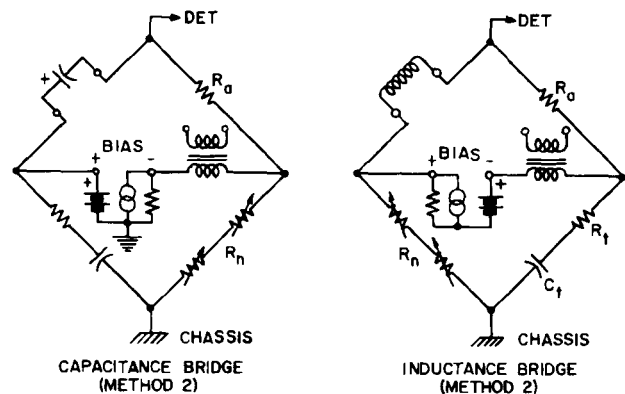 DET
+
Ra
BIAS
+
-
+
Rn
CHASSIS
CAPACITANCE BRIDGE
(METHOD 2)
DET
Ra
BIAS
+
-
+
Rn
Rt
Ct
CHASSIS
INDUCTANCE BRIDGE
(METHOD 2)